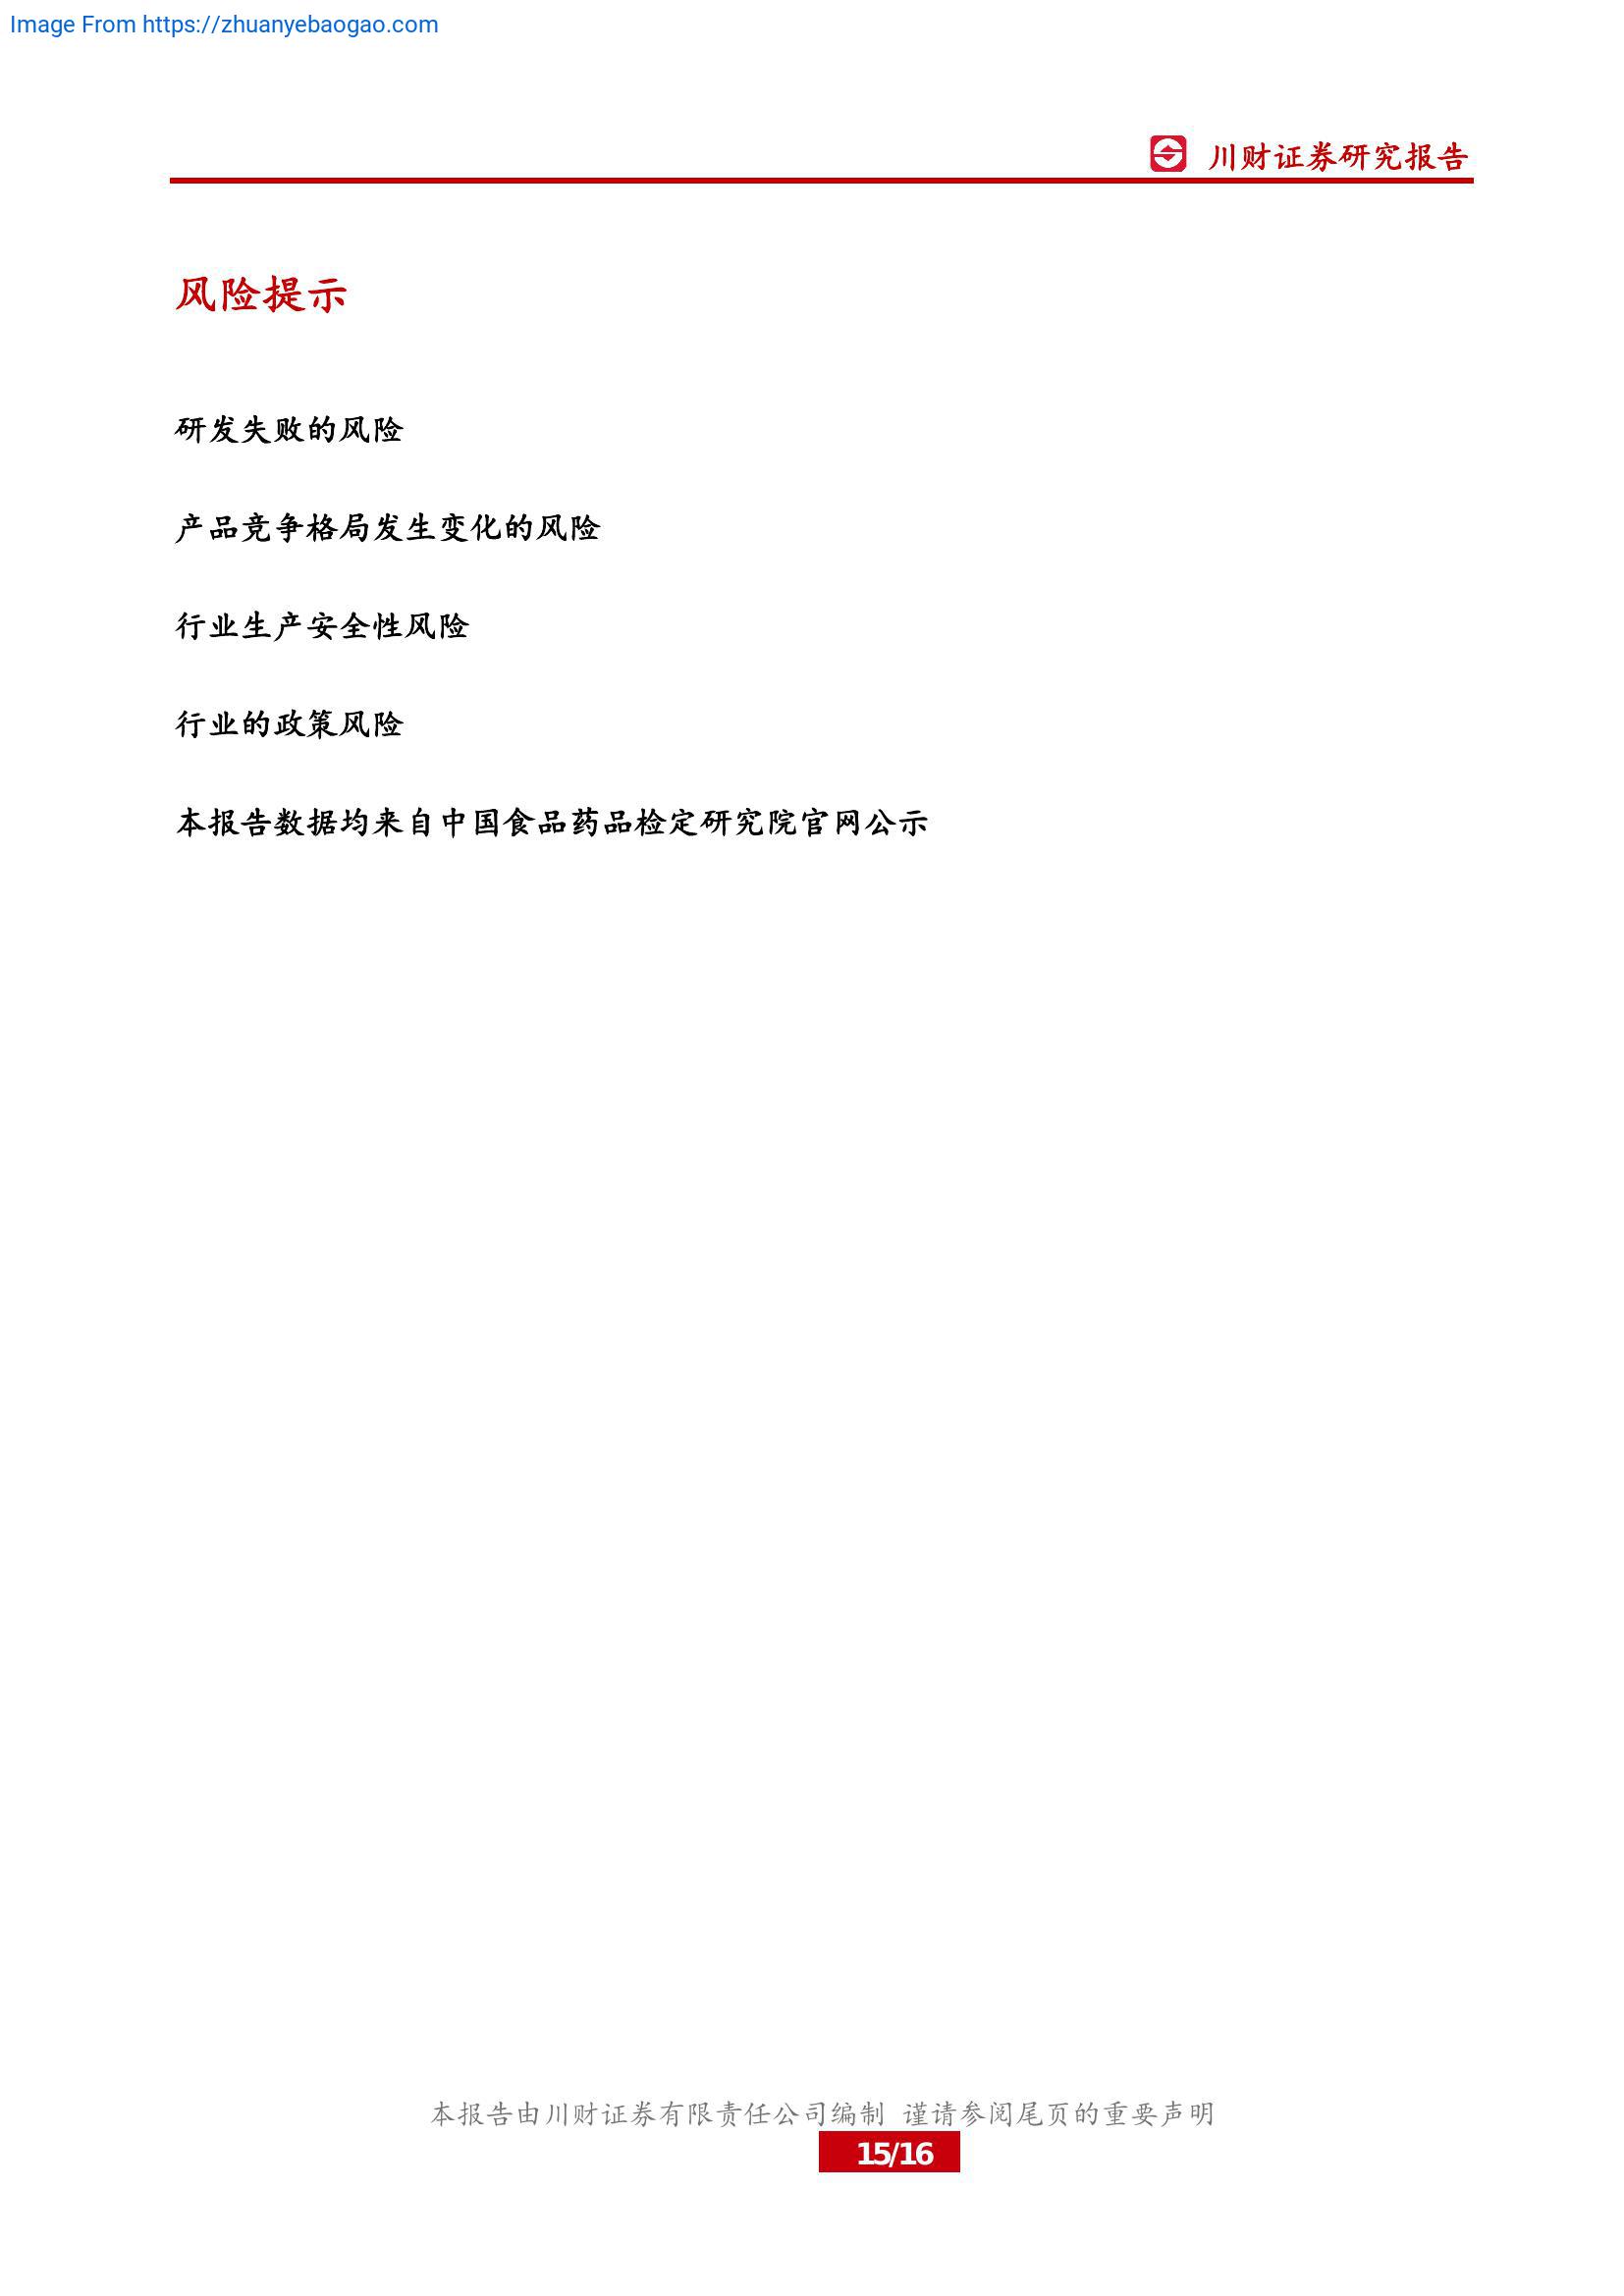 Image From https://zhuanyebaogao.com
川财证券研究报告
风险提示
研发失败的风险
产品竞争格局发生变化的风险
行业生产安全性风险
行业的政策风险
本报告数据均来自中国食品药品检定研究院官网公示
本报告由川财证券有限责任公司编制 谨请参阅尾页的重要声明
15/16